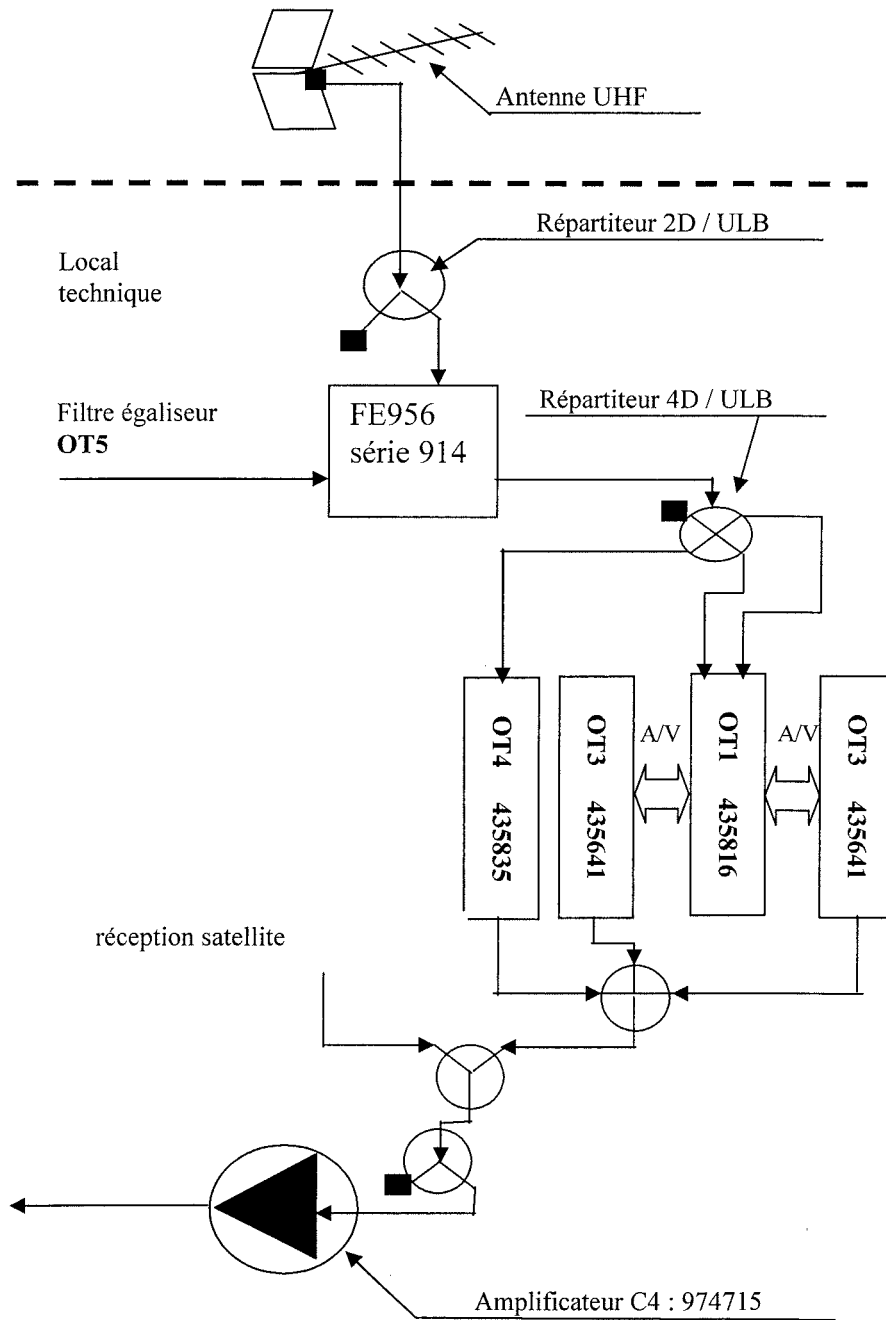 Antenne UHF
Répartiteur 2D / ULB
Local
technique
Filtre égaliseur
OT5
FE956
série 914
Répartiteur 4D / ULB
OT4 435835
OT3 435641
A/V
OT1 435816
A/V
OT3 435641
réception satellite
Amplificateur C4 : 974715